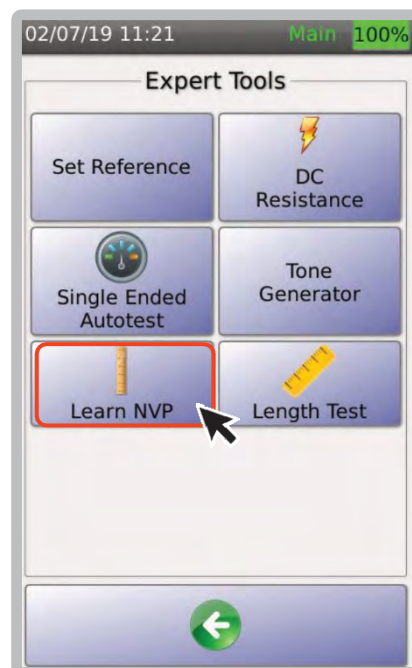 02/07/19 11:21 Main 100%
Expert Tools
Set Reference
DC
Resistance
Single Ended
Autotest
Tone
Generator
Learn NVP
Length Test